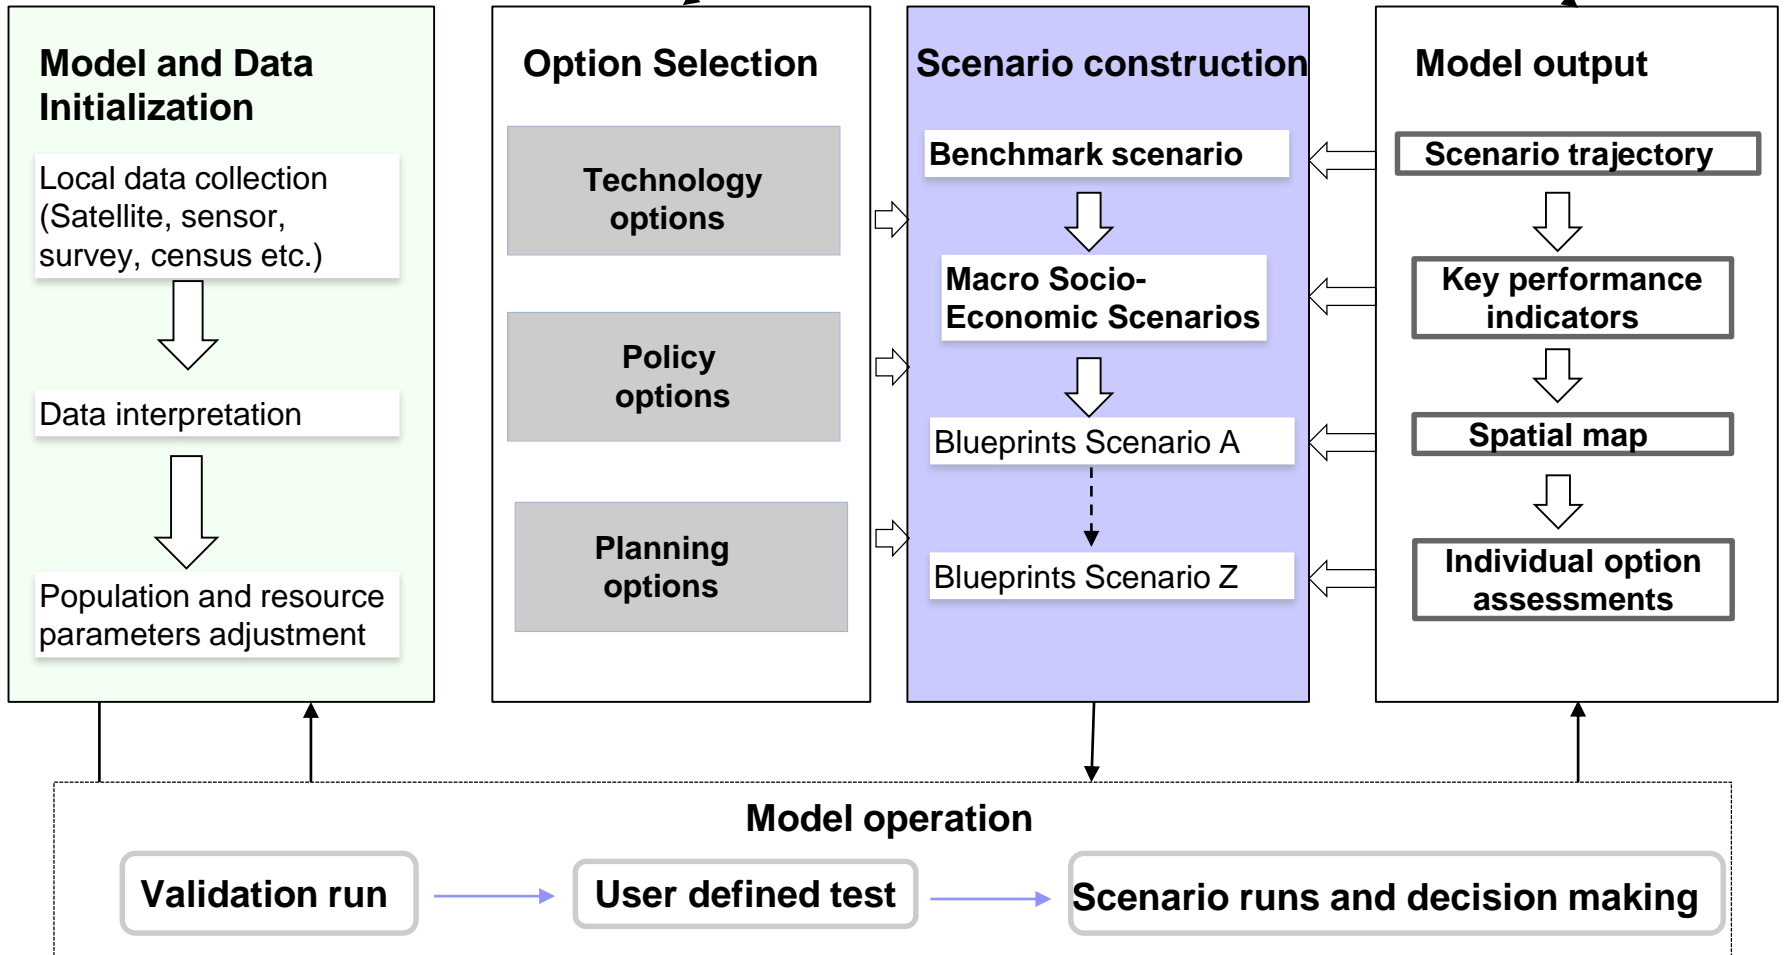 Model and Data
Initialization
Local data collection
(Satellite, sensor,
survey, census etc.)
Data interpretation
Population and resource
parameters adjustment
Option Selection
Technology
options
Policy
options
Planning
options
Scenario construction
Benchmark scenario
Macro Socio-
Economic Scenarios
Blueprints Scenario A
Blueprints Scenario Z
Model output
Scenario trajectory
Key performance
indicators
Spatial map
Individual option
assessments
Model operation
Validation run
User defined test
Scenario runs and decision making